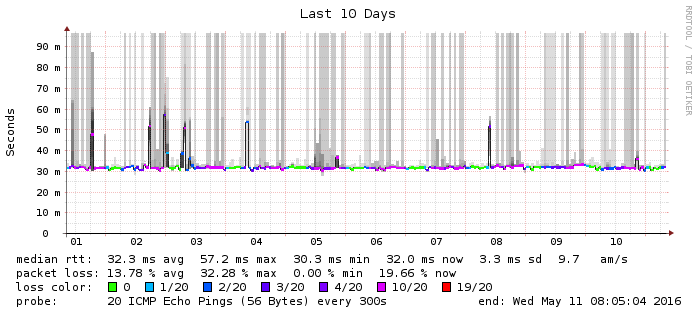 Last 10 Days
RRDTOOL / TOBI OETIKER
Seconds
90 m
80 m
70 m
60 m
50 m
40 m
30 m
20 m
10 m
0
01 02 03 04 05 06 07 08 09 10
median rtt: 32.3 ms avg 57.2 ms max 30.3 ms min 32.0 ms now 3.3 ms sd 9.7 am/s
packet loss: 13.78 % avg 32.28 % max 0.00 % min 19.66 % now
loss color: 0 1/20 2/20 3/20 4/20 10/20 19/20
probe: 20 ICMP Echo Pings (56 Bytes) every 300s end: Wed May 11 08:05:04 2016